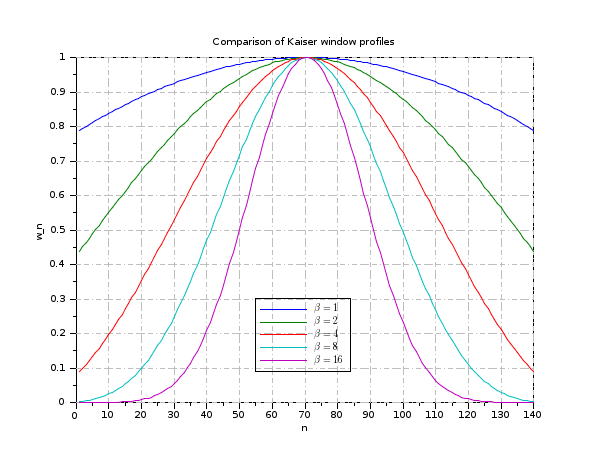 Comparison of Kaiser window profiles
1
0.9
0.8
0.7
0.6
0.5
0.4
0.3
0.2
0.1
0
w_n
β = 1
β = 2
β = 4
β = 8
β = 16
0 10 20 30 40 50 60 70 80 90 100 110 120 130 140
n